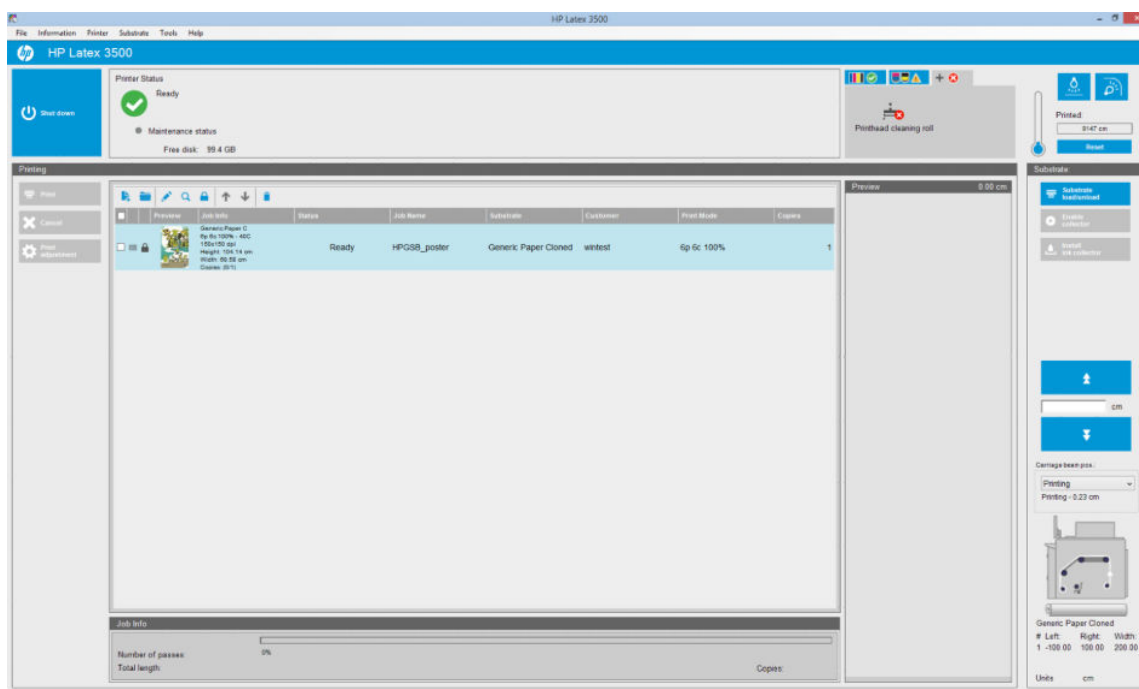 HP Latex 3500
File Information Printer Substrate Tools Help
hp HP Latex 3500
Shut down
Printer Status
Ready
Maintenance status
Free disk: 99.4 GB
Printhead cleaning roll
Printed:
8147 cm
Reset
Printing
Print
Cancel
Print adjustment
Preview Job Info Status Job Name Substrate Customer Print Mode Copies
Generic Paper C
6p 6c 100% - 40C
150x150 dpi
Height: 104.14 cm
Copies: (0/1)
Ready HPGSB_poster Generic Paper Cloned wintest 6p 6c 100% 1
Preview 0.00 cm
Substrate
Substrate load/unload
Enable collector
Install ink collector
cm
Carriage beam pos.:
Printing
Printing - 0.23 cm
Generic Paper Cloned
# Left: Right: Width:
1 -100.00 100.00 200.00
Units cm
Job Info
0%
Number of passes:
Total length:
Copies: